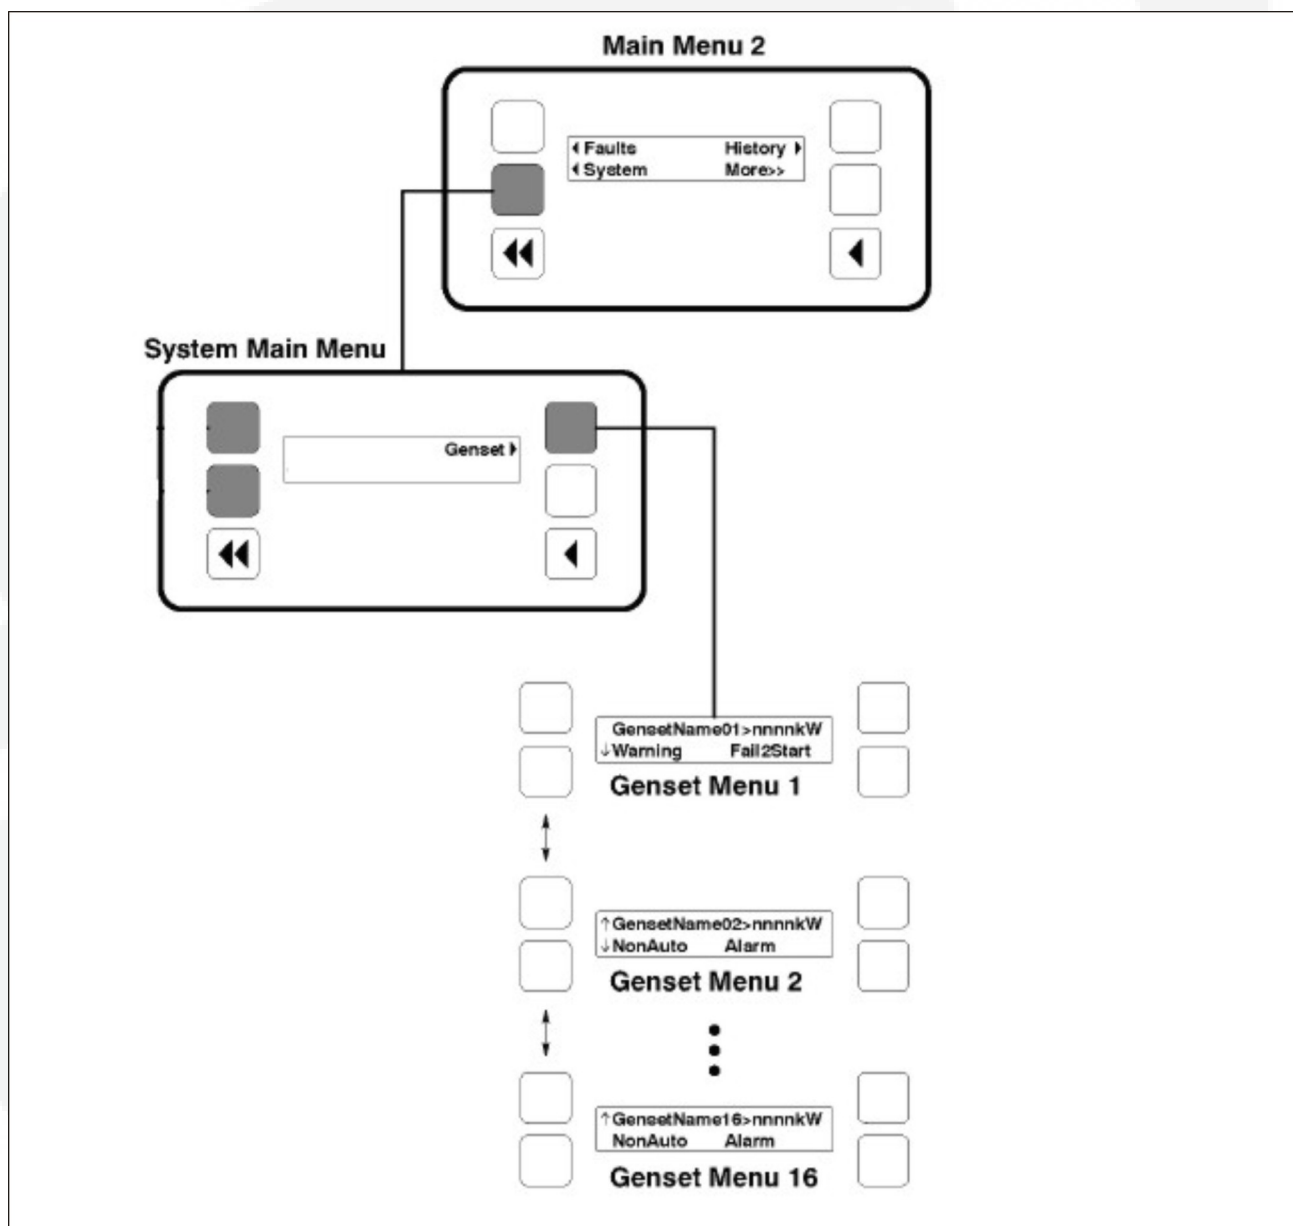 Main Menu 2
◀ Faults History ▶
◀ System More>>
System Main Menu
Genset ▶
GensetName01>nnnnkW
↓Warning Fail2Start
Genset Menu 1
↑GensetName02>nnnnkW
↓NonAuto Alarm
Genset Menu 2
↑GensetName16>nnnnkW
NonAuto Alarm
Genset Menu 16